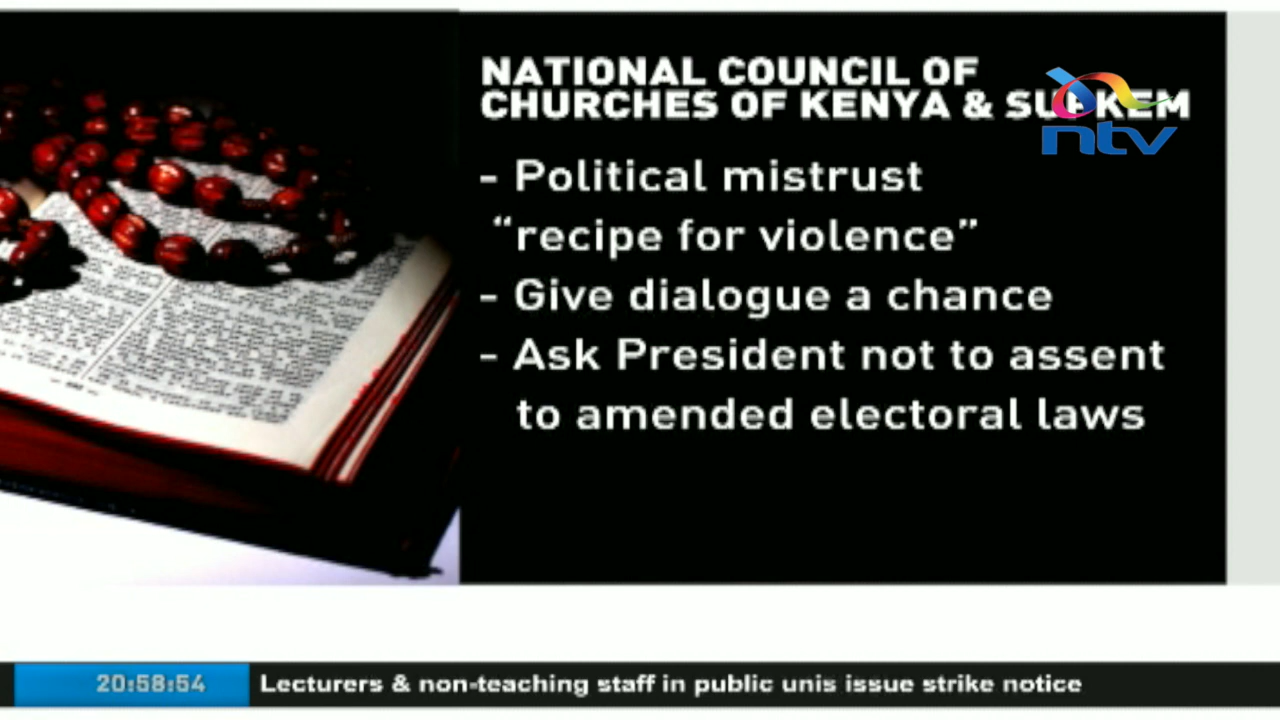 NATIONAL COUNCIL OF
CHURCHES OF KENYA & SUPKEM
ntv
- Political mistrust
“recipe for violence”
- Give dialogue a chance
- Ask President not to assent
to amended electoral laws
20:58:54 Lecturers & non-teaching staff in public unis issue strike notice